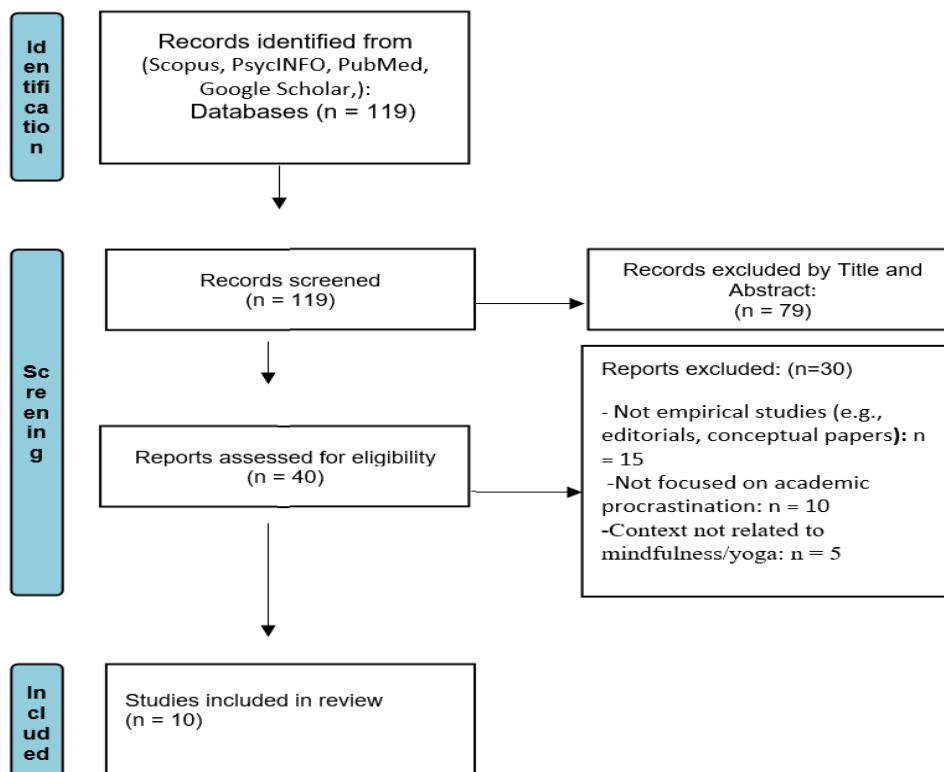 Id
en
tifi
ca
tio
n
Records identified from
(Scopus, PsycINFO, PubMed,
Google Scholar,):
Databases (n = 119)
Sc
re
en
in
g
Records screened
(n = 119)
Records excluded by Title and
Abstract:
(n = 79)
Reports assessed for eligibility
(n = 40)
Reports excluded: (n=30)
- Not empirical studies (e.g.,
editorials, conceptual papers): n
= 15
-Not focused on academic
procrastination: n = 10
-Context not related to
mindfulness/yoga: n = 5
In
cl
ud
ed
Studies included in review
(n = 10)